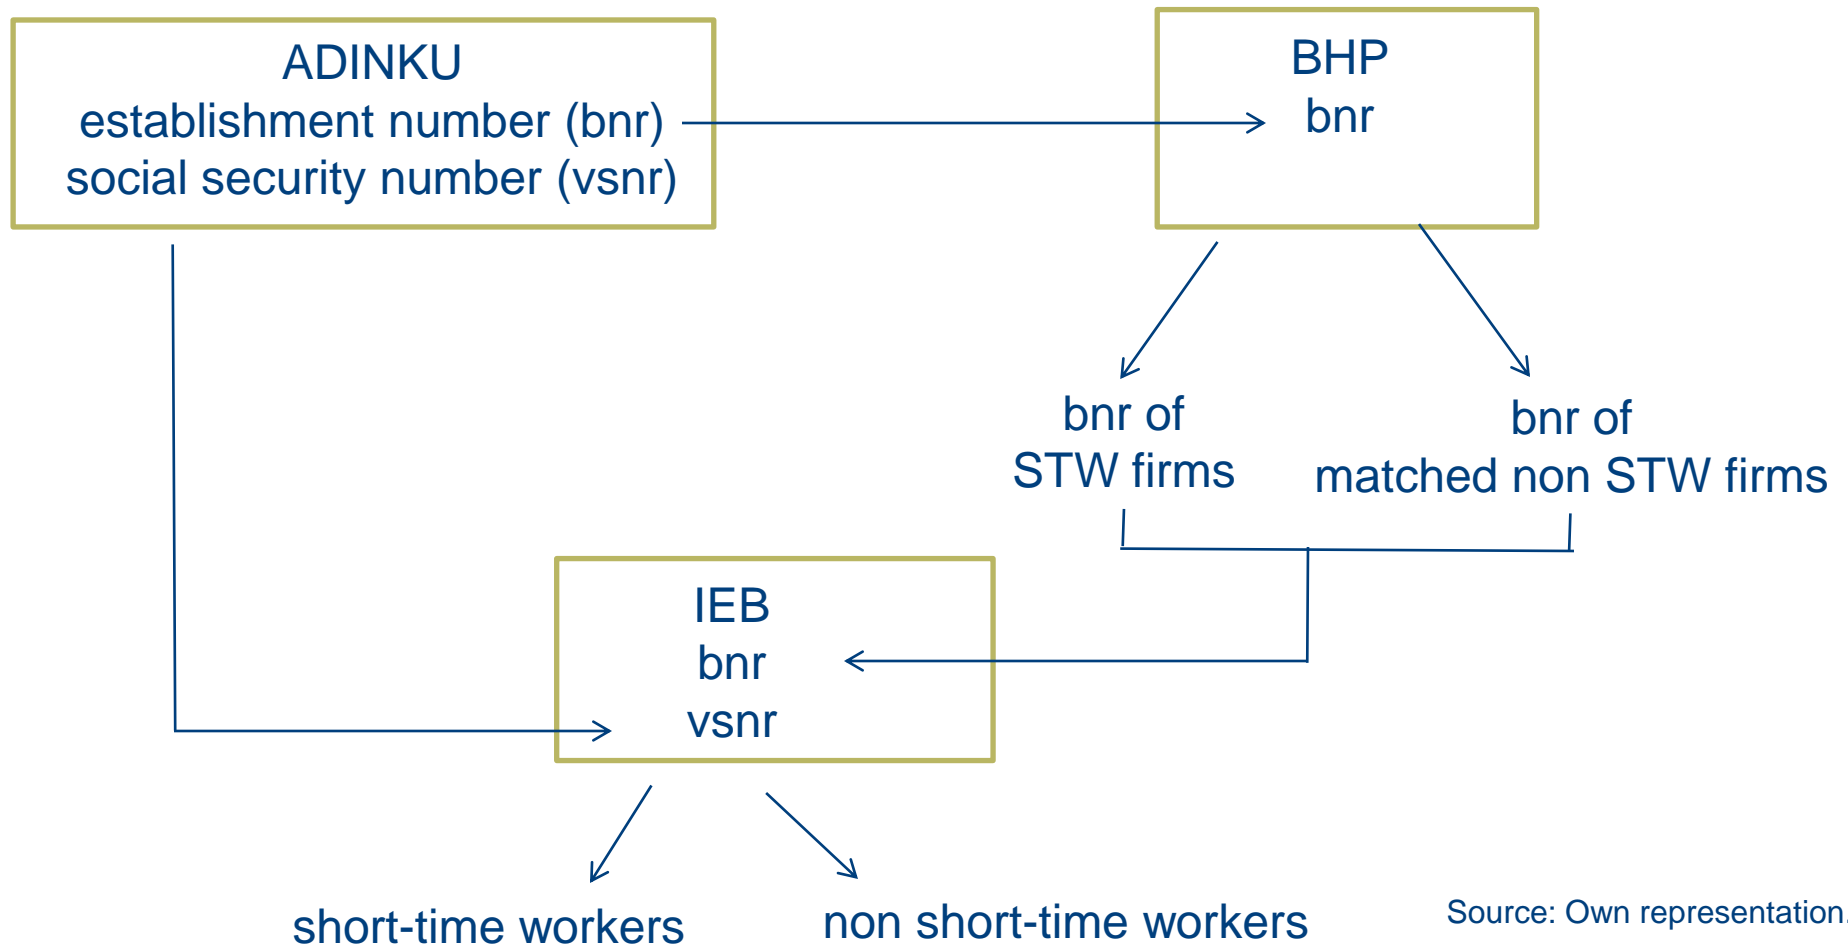 ADINKU
establishment number (bnr)
social security number (vsnr)
BHP
bnr
bnr of
STW firms
bnr of
matched non STW firms
IEB
bnr
vsnr
short-time workers
non short-time workers
Source: Own representation.